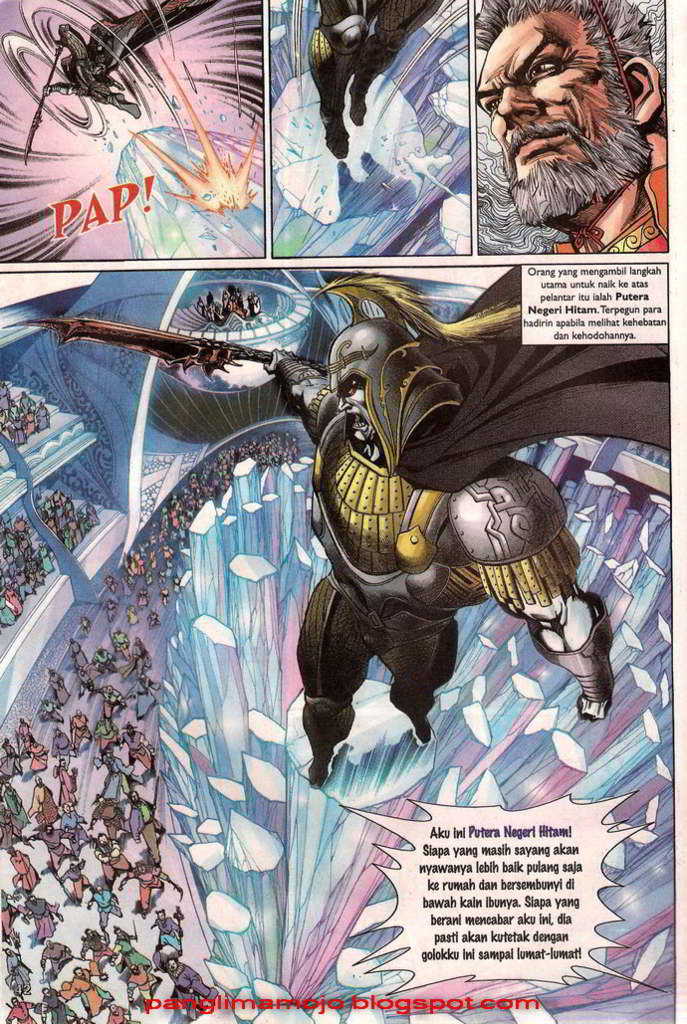 PAP!
Orang yang mengambil langkah
utama untuk naik ke atas
pelantar itu ialah Putera
Negeri Hitam. Terpegun para
hadirin apabila melihat kehebatan
dan kehodohannya.
Aku ini Putera Negeri Hitam!
Siapa yang masih sayang akan
nyawanya lebih baik pulang saja
ke rumah dan bersembunyi di
bawah kain ibunya. Siapa yang
berani mencabar aku ini, dia
pasti akan kutetak dengan
golokku ini sampai lumat-lumat!
42
panglimamojo.blogspot.com